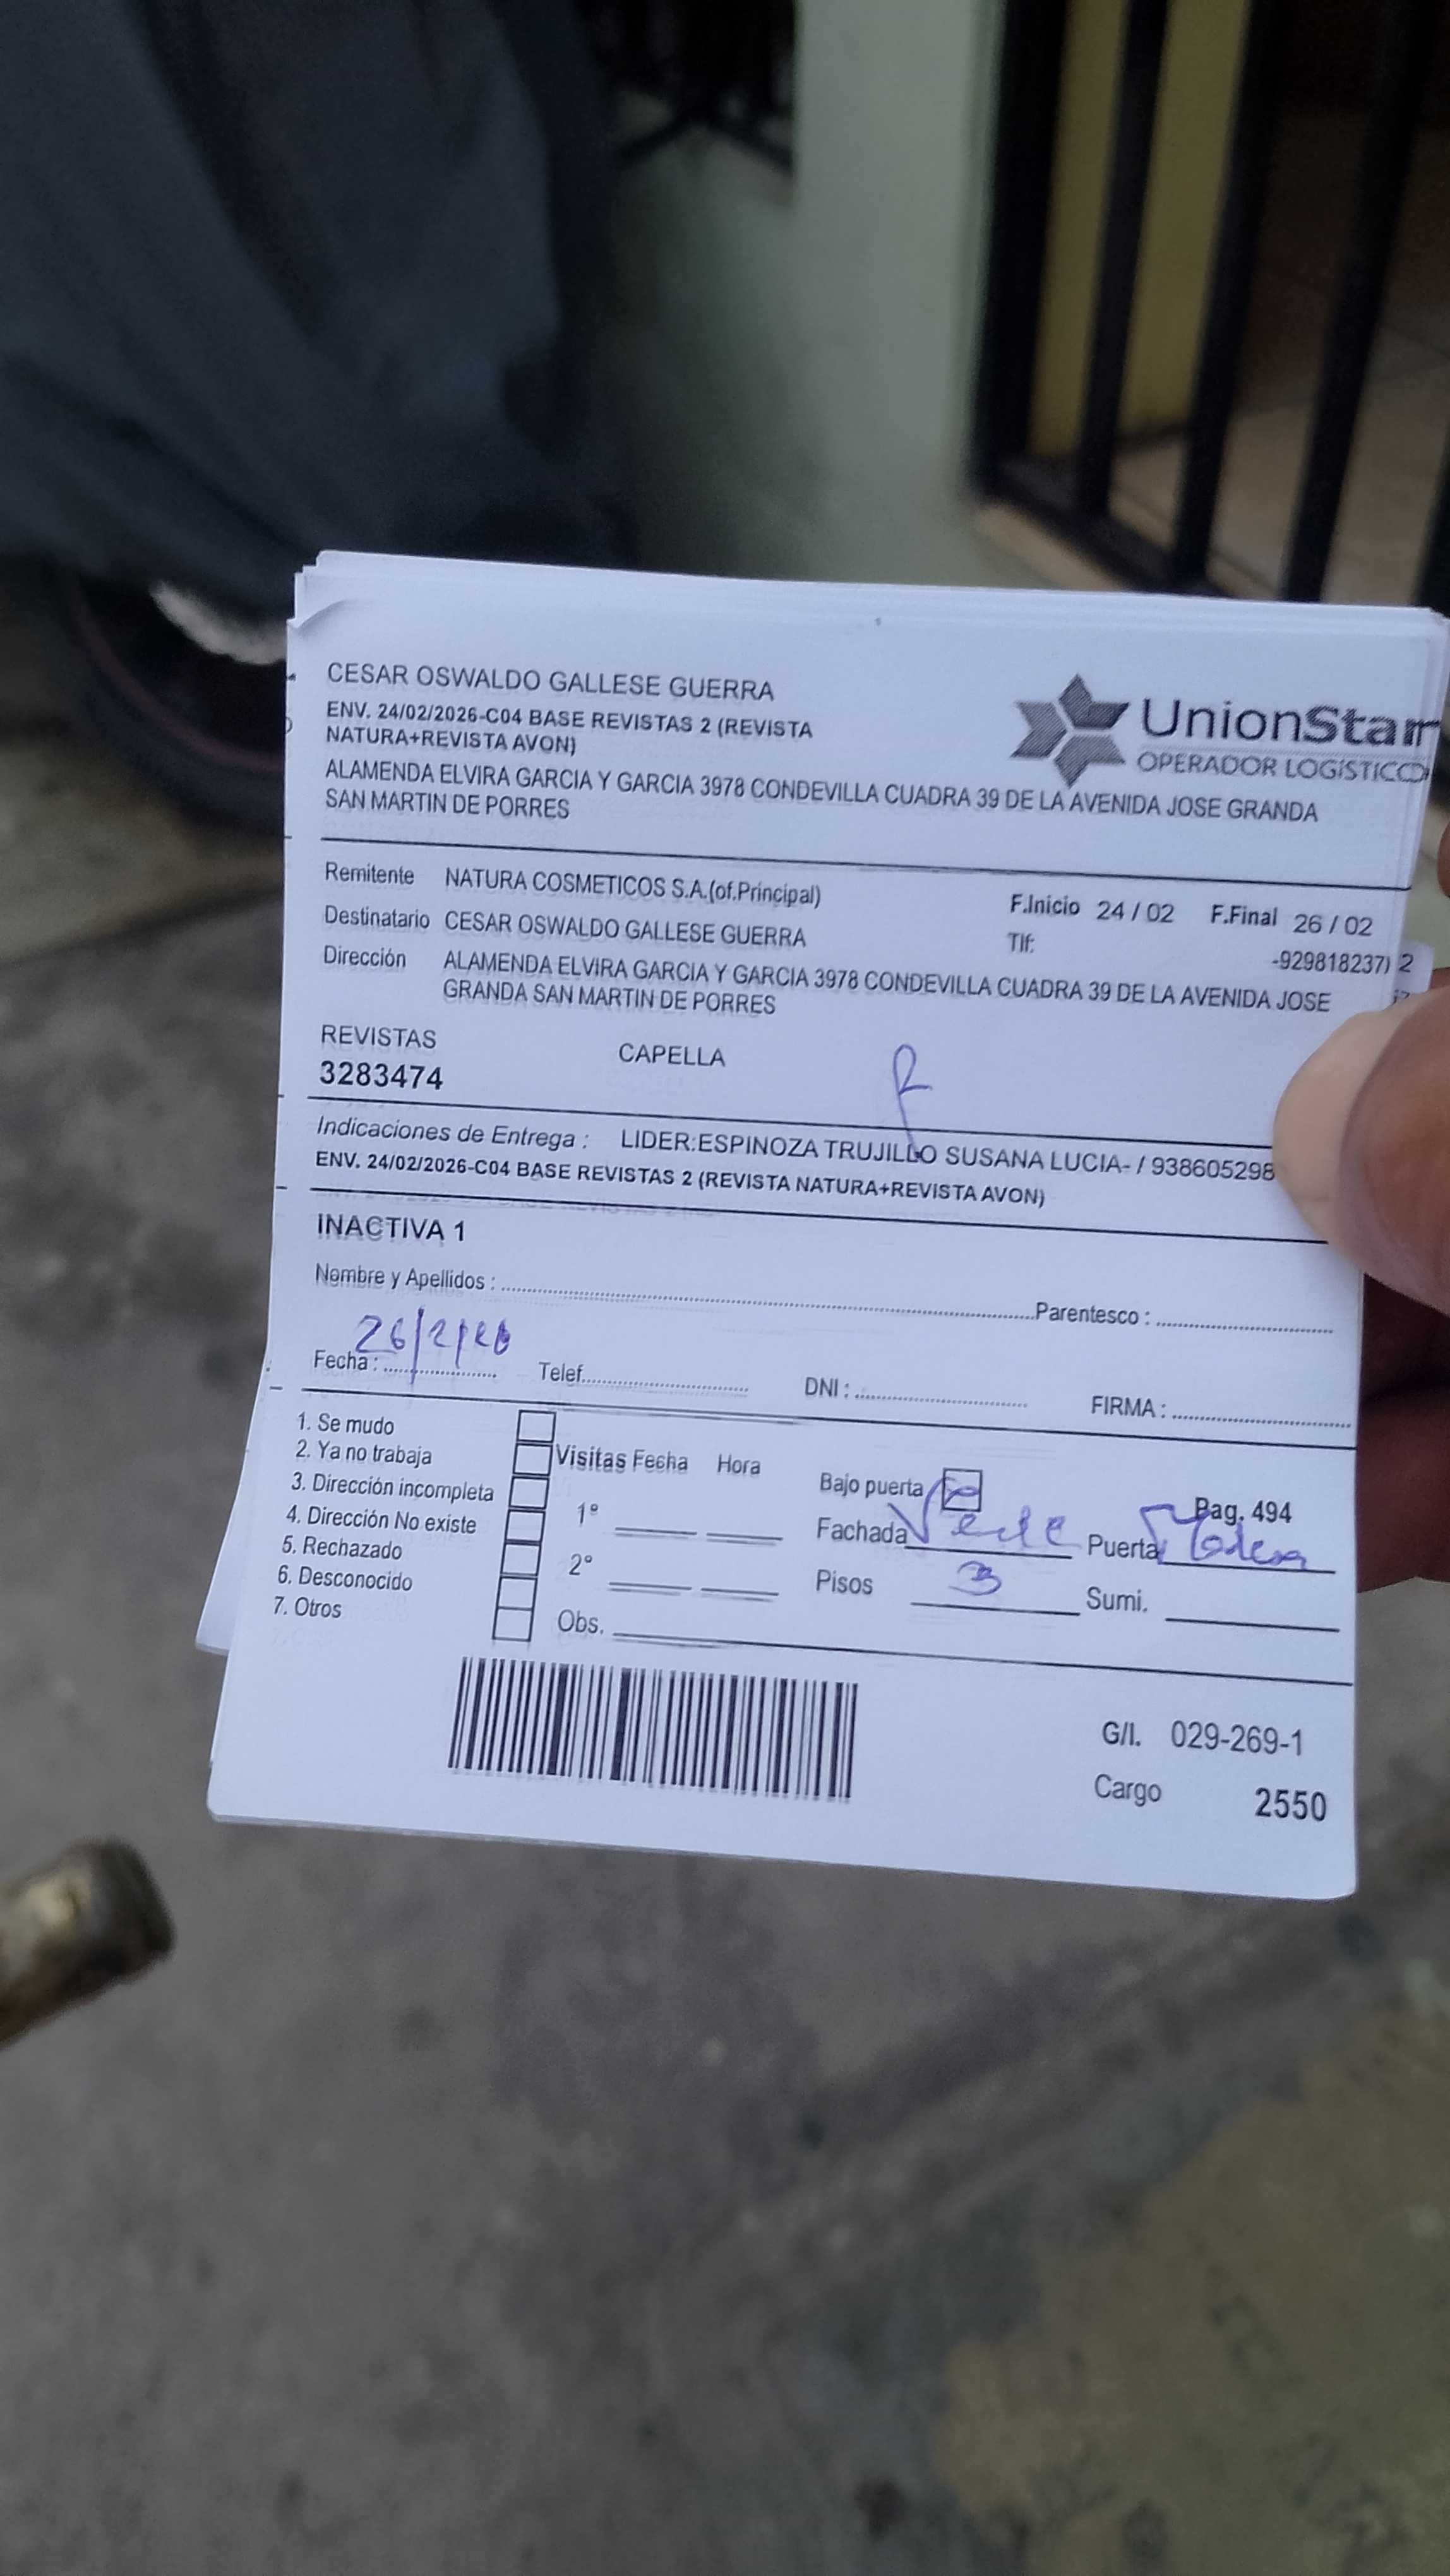 CESAR OSWALDO GALLESE GUERRA
ENV. 24/02/2026-C04 BASE REVISTAS 2 (REVISTA
NATURA+REVISTA AVON)
UnionStar
OPERADOR LOGÍSTICO
ALAMENDA ELVIRA GARCIA Y GARCIA 3978 CONDEVILLA CUADRA 39 DE LA AVENIDA JOSE GRANDA
SAN MARTIN DE PORRES
Remitente NATURA COSMETICOS S.A.(of.Principal)
F.Inicio 24 / 02 F.Final 26 / 02
Destinatario CESAR OSWALDO GALLESE GUERRA
Tlf: -929818237) 2
Dirección ALAMENDA ELVIRA GARCIA Y GARCIA 3978 CONDEVILLA CUADRA 39 DE LA AVENIDA JOSE
GRANDA SAN MARTIN DE PORRES
REVISTAS CAPELLA
3283474
Indicaciones de Entrega : LIDER:ESPINOZA TRUJILLO SUSANA LUCIA- / 938605298
ENV. 24/02/2026-C04 BASE REVISTAS 2 (REVISTA NATURA+REVISTA AVON)
INACTIVA 1
Nombre y Apellidos : Parentesco :
Fecha : 26/2/26 Telef. DNI : FIRMA :
1. Se mudo
2. Ya no trabaja
3. Dirección incompleta
4. Dirección No existe
5. Rechazado
6. Desconocido
7. Otros
Visitas Fecha Hora
1º
2º
Obs.
Bajo puerta Pag. 494
Fachada Verde Puerta
Pisos 3 Sumi.
G/I. 029-269-1
Cargo 2550